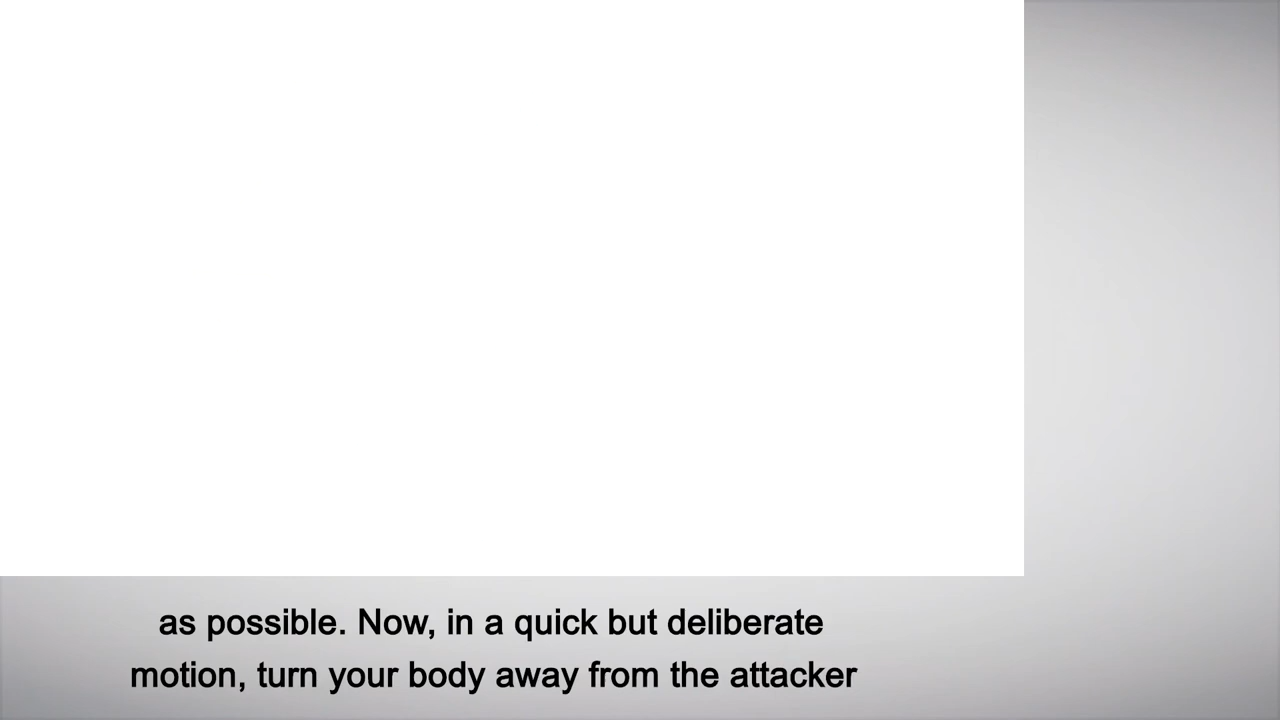 as possible. Now, in a quick but deliberate
motion, turn your body away from the attacker